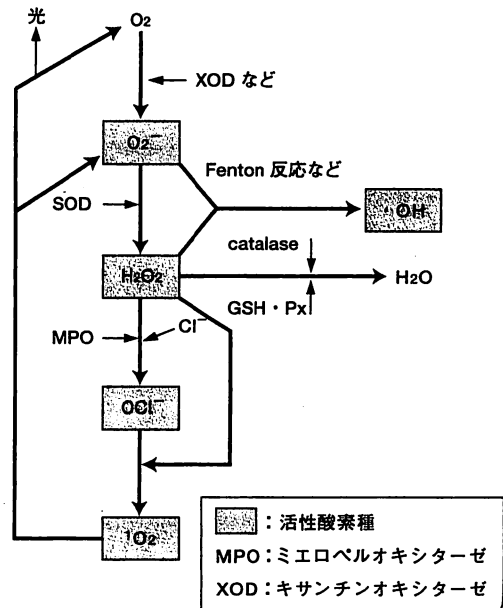 光
O₂
XOD など
O₂⁻
Fenton 反応など
SOD
・OH
catalase
H₂O₂
H₂O
GSH・Px
MPO
Cl⁻
OCl⁻
¹O₂
：活性酸素種
MPO：ミエロペルオキシターゼ
XOD：キサンチンオキシターゼ